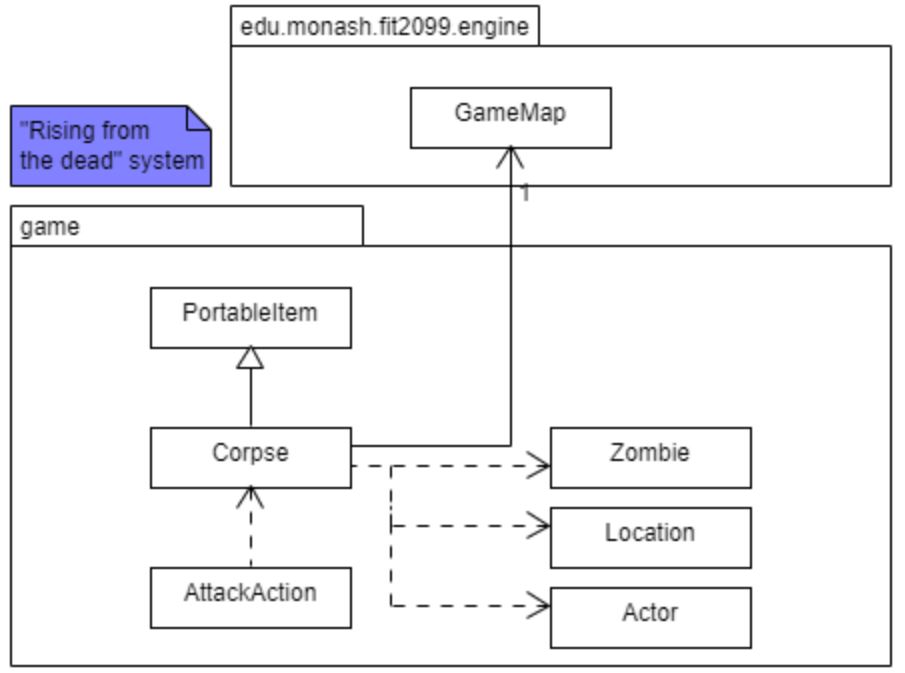 edu.monash.fit2099.engine
GameMap
"Rising from
the dead" system
1
game
PortableItem
Corpse
Zombie
Location
AttackAction
Actor